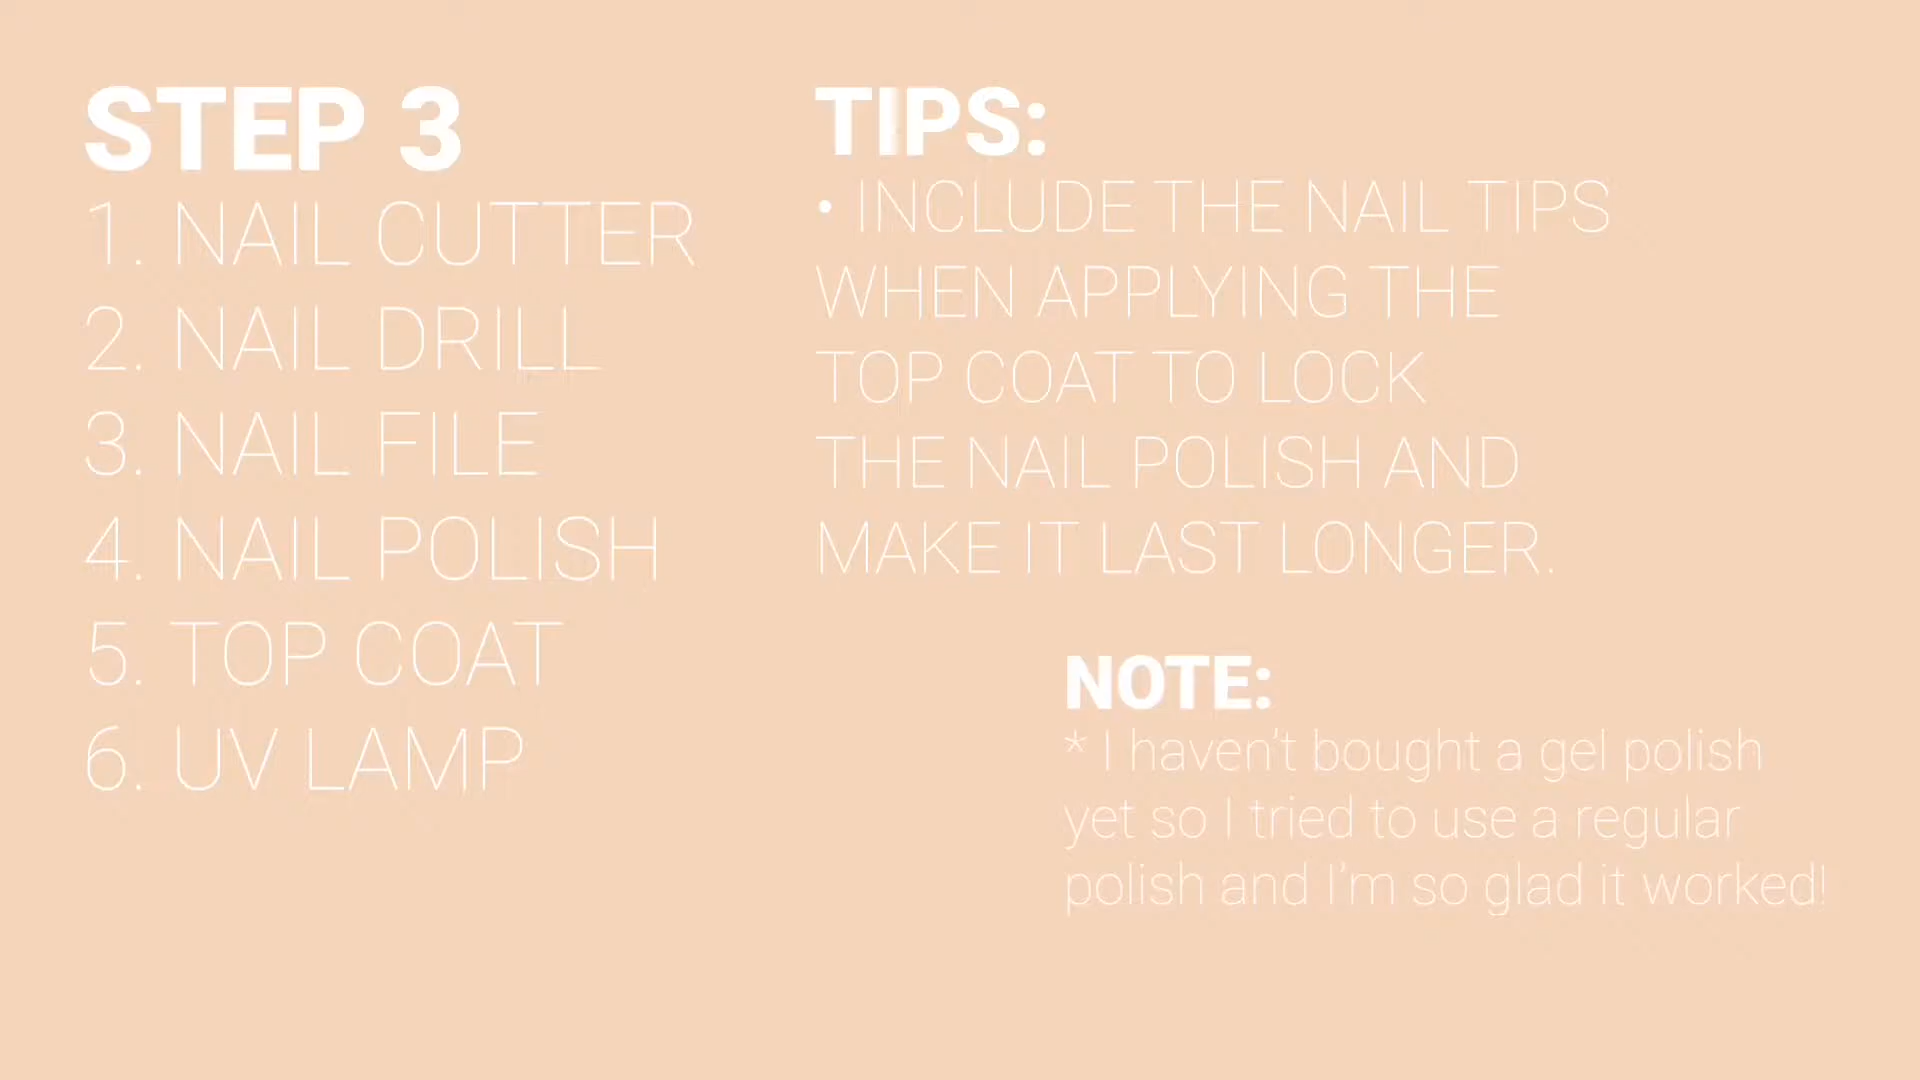 STEP 3
1. NAIL CUTTER
2. NAIL DRILL
3. NAIL FILE
4. NAIL POLISH
5. TOP COAT
6. UV LAMP
TIPS:
• INCLUDE THE NAIL TIPS
WHEN APPLYING THE
TOP COAT TO LOCK
THE NAIL POLISH AND
MAKE IT LAST LONGER.
NOTE:
* I haven't bought a gel polish
yet so I tried to use a regular
polish and I'm so glad it worked!